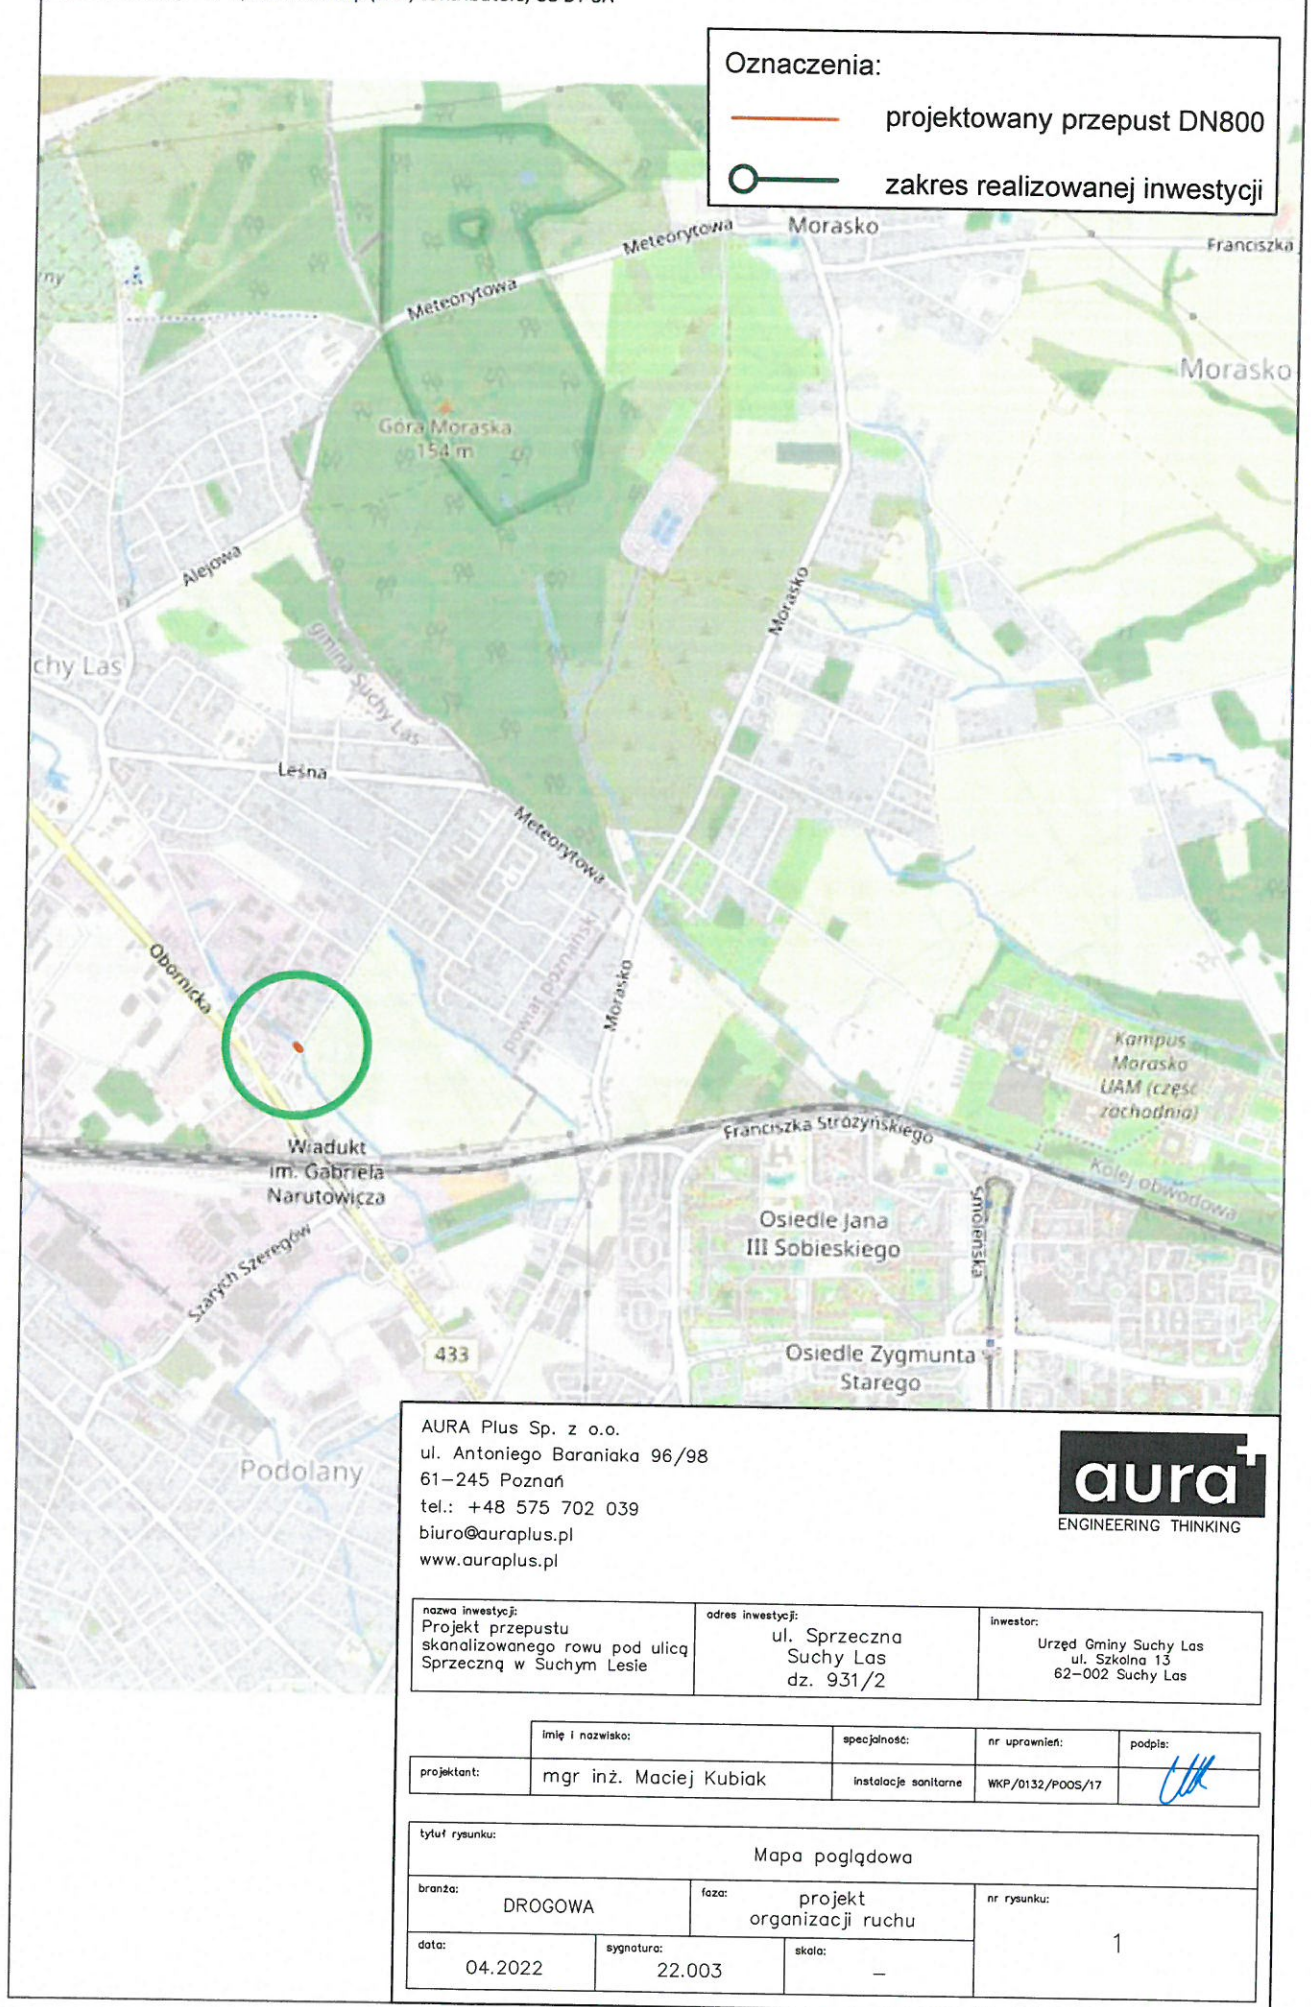 Oznaczenia:
projektowany przepust DN800
zakres realizowanej inwestycji
Morasko
Meteorytowa
Franciszka
Meteorytowa
Morasko
Góra Moraska
154 m
Alejowa
Morasko
chy Las
gmina Suchy Las
Leśna
Meteorytowa
Obornicka
powiat poznański
Morasko
Kampus
Morasko
UAM (część
zachodnia)
Franciszka Stróżyńskiego
Wiadukt
im. Gabriela
Narutowicza
Kolej obwodowa
Smoleńska
Osiedle Jana
III Sobieskiego
Szarych Szeregów
433
Osiedle Zygmunta
Starego
Podolany
AURA Plus Sp. z o.o.
ul. Antoniego Baraniaka 96/98
61-245 Poznań
tel.: +48 575 702 039
biuro@auraplus.pl
www.auraplus.pl
aura+
ENGINEERING THINKING
nazwa inwestycji:
Projekt przepustu
skanalizowanego rowu pod ulicą
Sprzeczną w Suchym Lesie
adres inwestycji:
ul. Sprzeczna
Suchy Las
dz. 931/2
inwestor:
Urzęd Gminy Suchy Las
ul. Szkolna 13
62-002 Suchy Las
imię i nazwisko:
specjalność:
nr uprawnień:
podpis:
projektant:
mgr inż. Maciej Kubiak
instalacje sanitarne
WKP/0132/POOS/17
tytuł rysunku:
Mapa poglądowa
branża:
DROGOWA
faza:
projekt
organizacji ruchu
nr rysunku:
1
data:
04.2022
sygnatura:
22.003
skala:
–